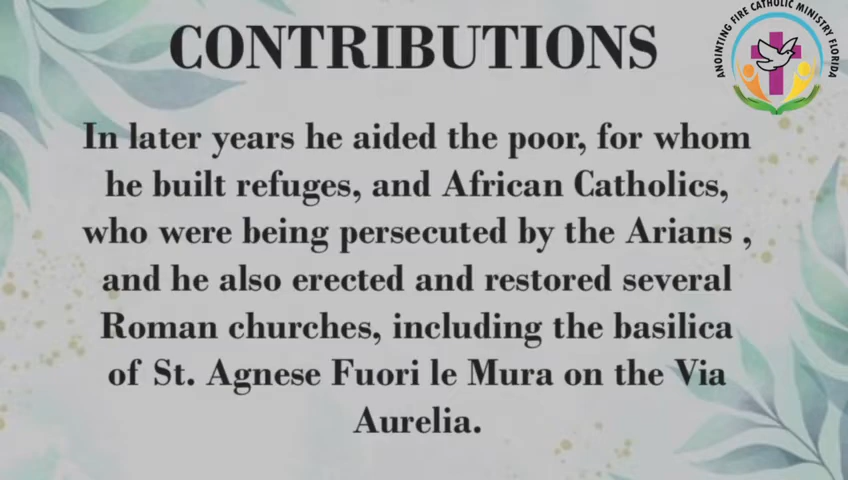 CONTRIBUTIONS
ANOINTING FIRE CATHOLIC MINISTRY FLORIDA
In later years he aided the poor, for whom
he built refuges, and African Catholics,
who were being persecuted by the Arians ,
and he also erected and restored several
Roman churches, including the basilica
of St. Agnese Fuori le Mura on the Via
Aurelia.